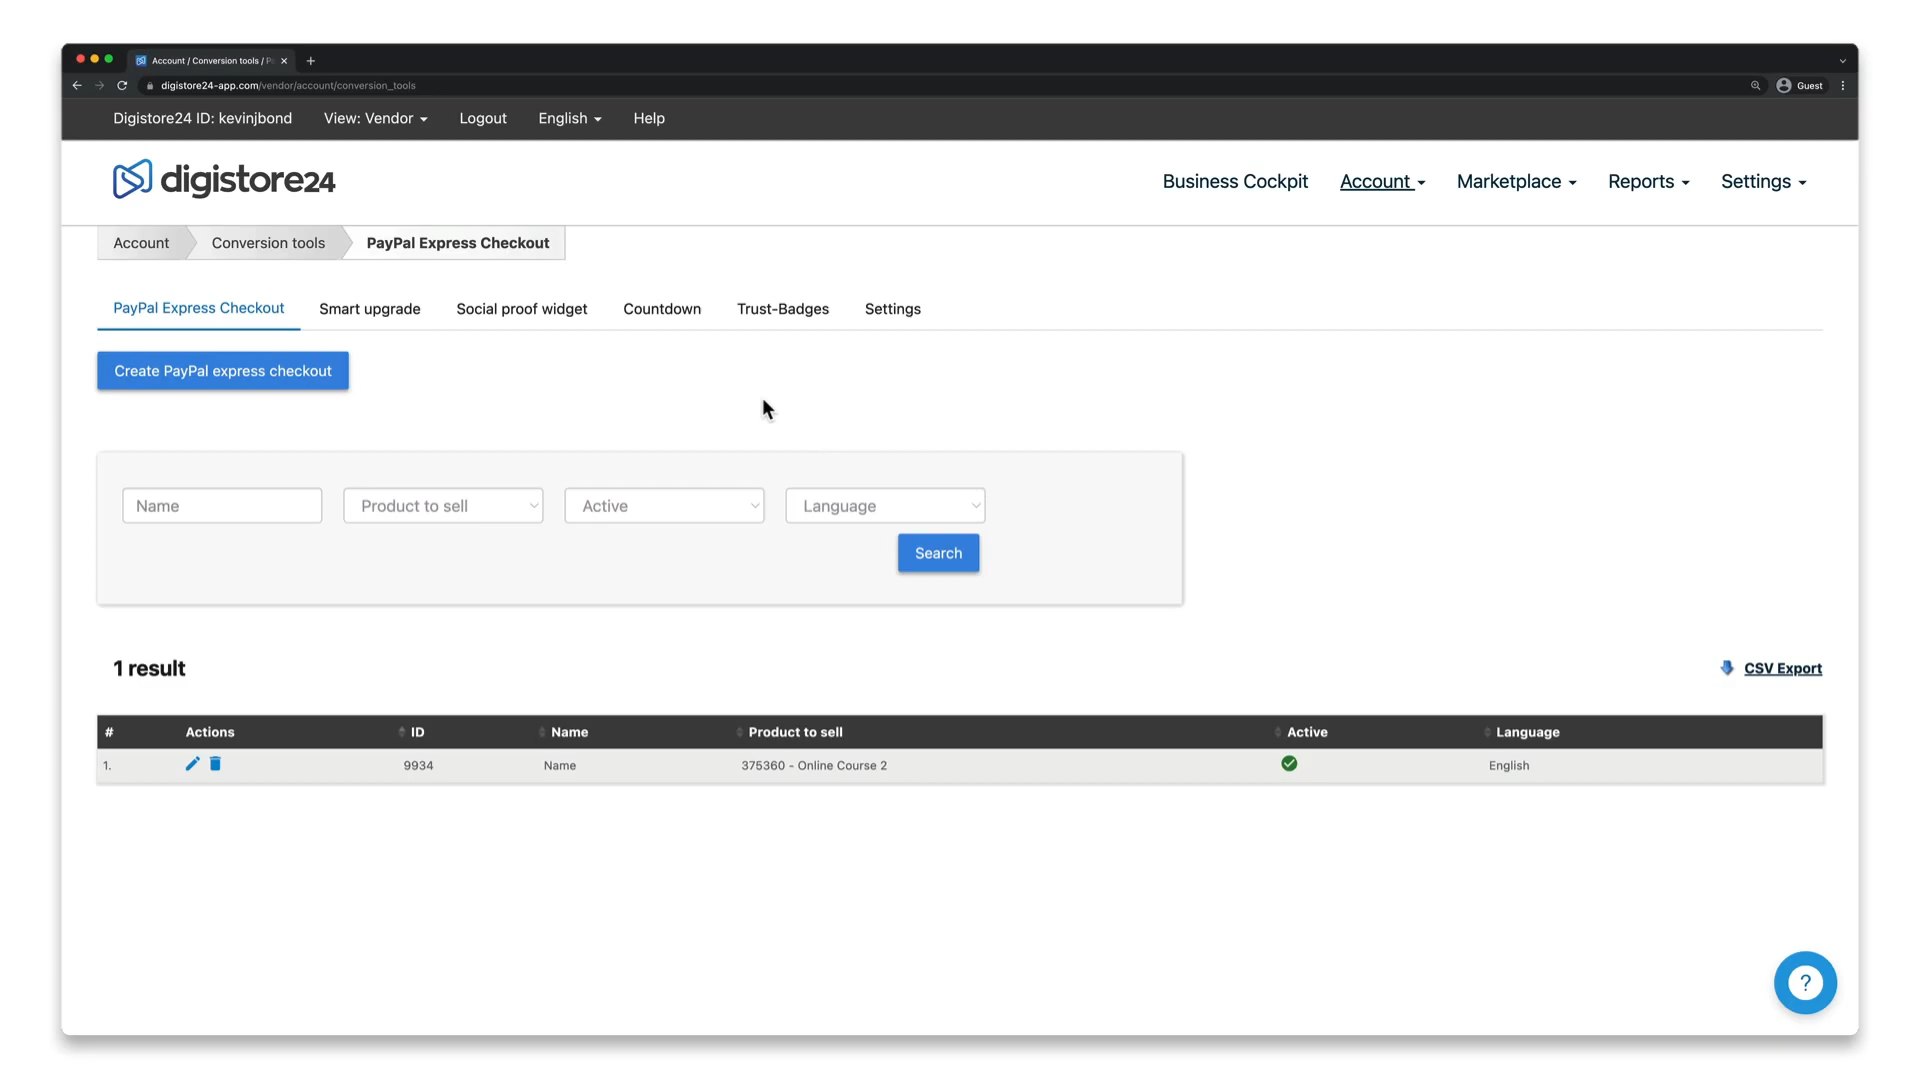 Account / Conversion tools / P
digistore24-app.com/vendor/account/conversion_tools
Guest
Digistore24 ID: kevinjbond
View: Vendor
Logout
English
Help
digistore24
Business Cockpit
Account
Marketplace
Reports
Settings
Account
Conversion tools
PayPal Express Checkout
PayPal Express Checkout
Smart upgrade
Social proof widget
Countdown
Trust-Badges
Settings
Create PayPal express checkout
Name
Product to sell
Active
Language
Search
1 result
CSV Export
# Actions ID Name Product to sell Active Language
1. 9934 Name 375360 - Online Course 2 English
?